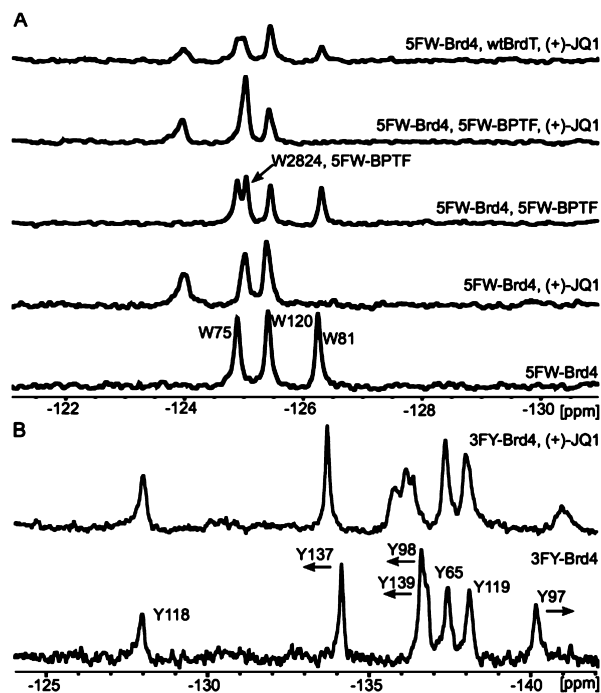 A
5FW-Brd4, wtBrdT, (+)-JQ1
5FW-Brd4, 5FW-BPTF, (+)-JQ1
W2824, 5FW-BPTF
5FW-Brd4, 5FW-BPTF
5FW-Brd4, (+)-JQ1
W75 W120 W81
5FW-Brd4
-122 -124 -126 -128 -130 [ppm]
B
3FY-Brd4, (+)-JQ1
3FY-Brd4
Y137 Y98
Y139 Y65 Y119 Y97
Y118
-125 -130 -135 -140 [ppm]